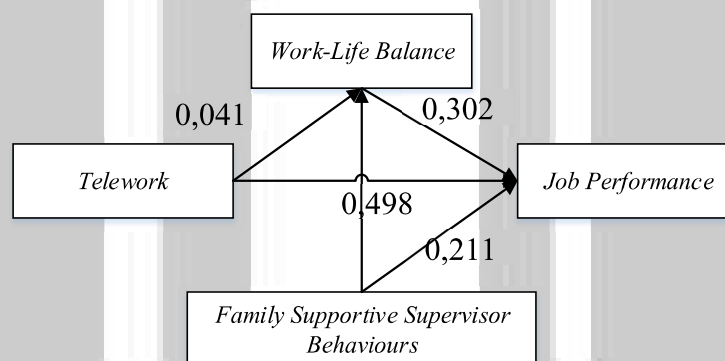 Work-Life Balance
0,041
0,302
Telework
Job Performance
0,498
0,211
Family Supportive Supervisor
Behaviours